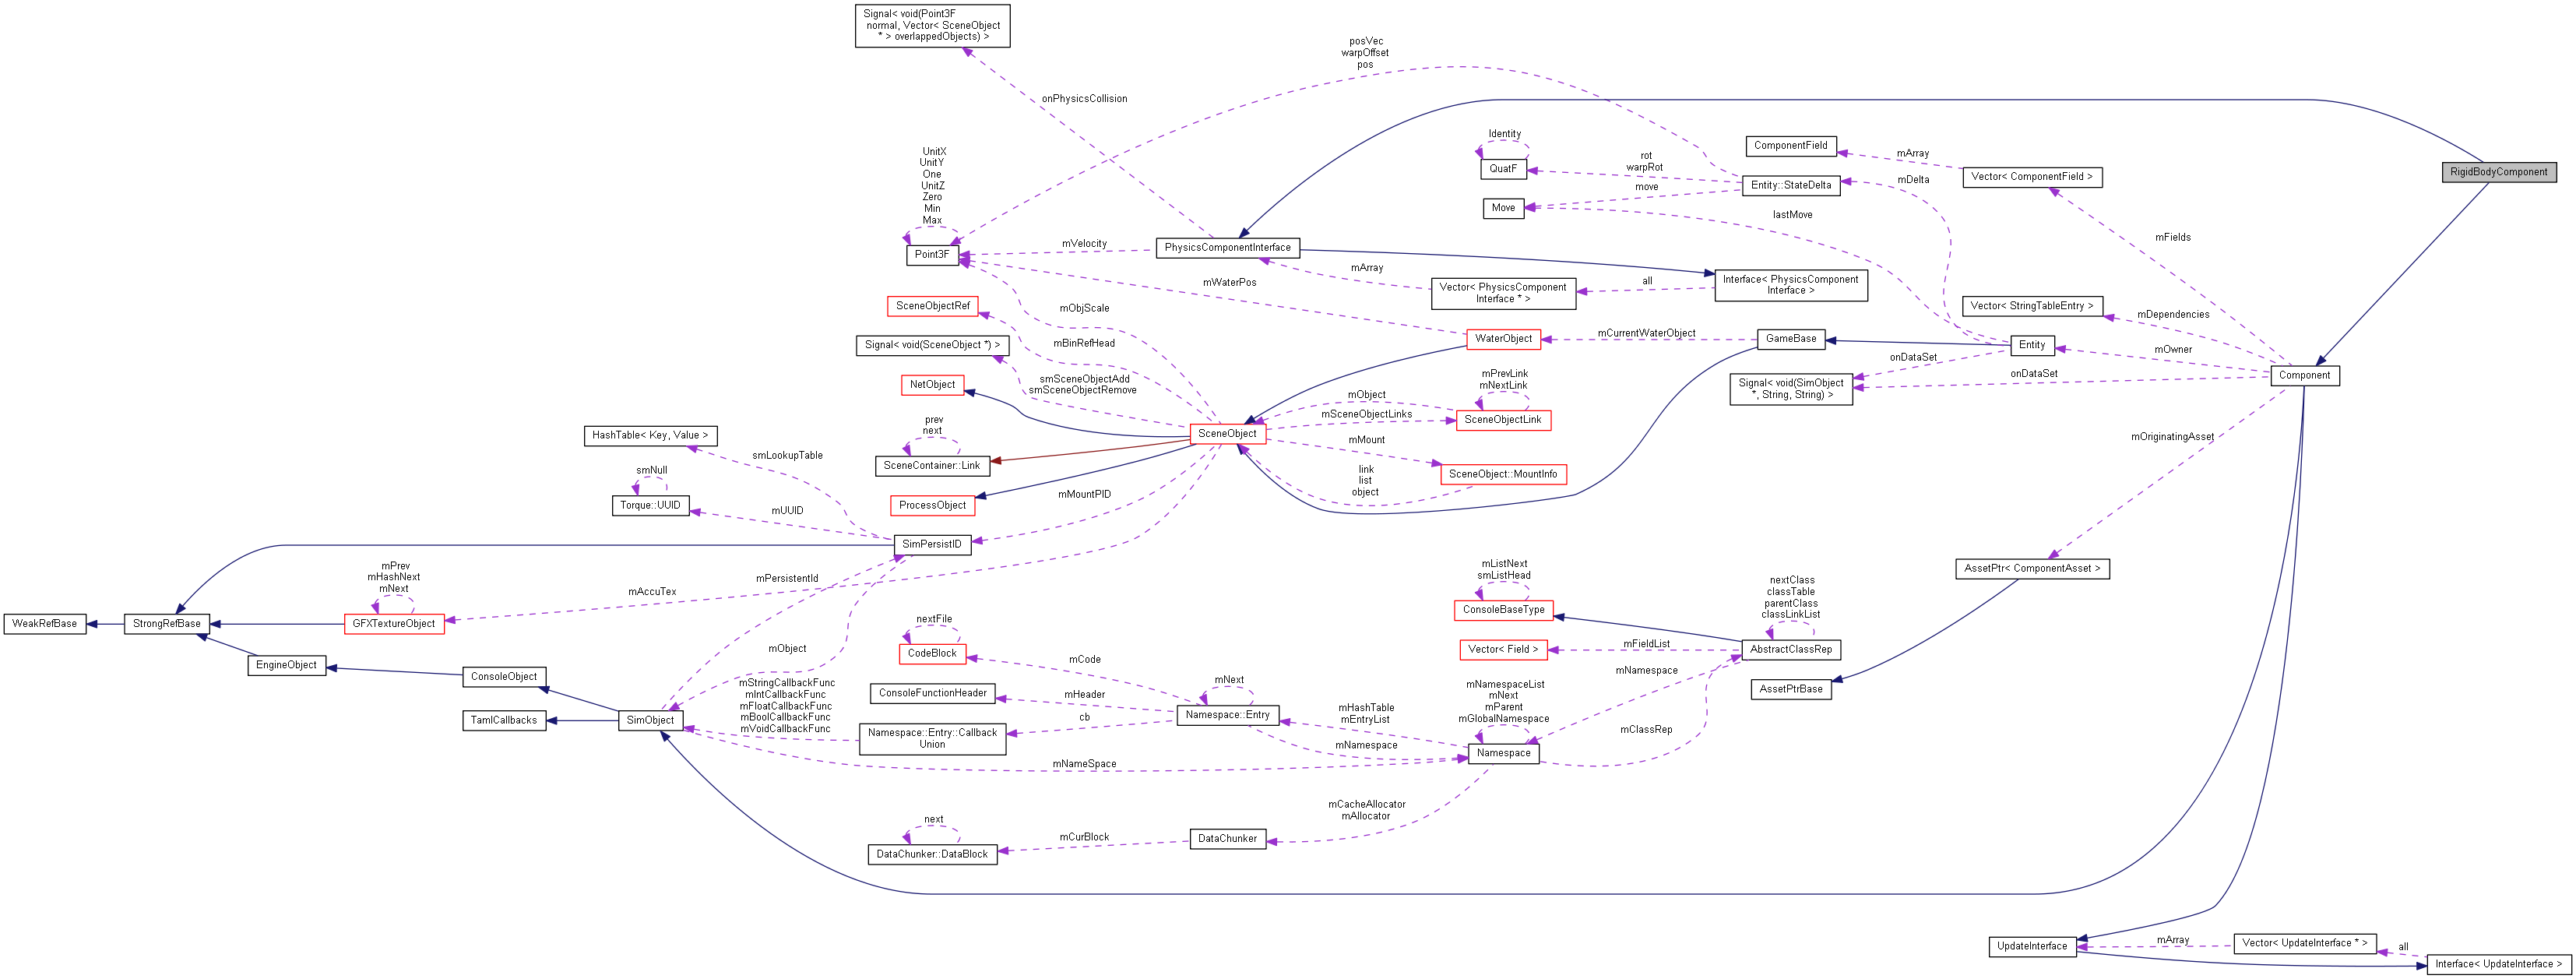 Signal< void(Point3F
normal, Vector< SceneObject
* > overlappedObjects) >
posVec
warpOffset
pos
onPhysicsCollision
Identity
QuatF
rot
warpRot
move
Move
ComponentField
mArray
Vector< ComponentField >
RigidBodyComponent
Entity::StateDelta
mDelta
lastMove
UnitX
UnitY
One
UnitZ
Zero
Min
Max
Point3F
mVelocity
PhysicsComponentInterface
mArray
Vector< PhysicsComponent
Interface * >
all
Interface< PhysicsComponent
Interface >
mFields
mWaterPos
SceneObjectRef
mObjScale
Vector< StringTableEntry >
mDependencies
Signal< void(SceneObject *) >
mBinRefHead
WaterObject
mCurrentWaterObject
GameBase
Entity
mOwner
onDataSet
onDataSet
Component
Signal< void(SimObject
*, String, String) >
NetObject
smSceneObjectAdd
smSceneObjectRemove
mPrevLink
mNextLink
mObject
mSceneObjectLinks
SceneObjectLink
SceneObject
prev
next
SceneContainer::Link
mMount
SceneObject::MountInfo
link
list
object
mOriginatingAsset
HashTable< Key, Value >
smLookupTable
smNull
Torque::UUID
mUUID
ProcessObject
mMountPID
SimPersistID
mPrev
mHashNext
mNext
GFXTextureObject
mPersistentId
mAccuTex
WeakRefBase
StrongRefBase
EngineObject
ConsoleObject
TamlCallbacks
SimObject
mObject
mStringCallbackFunc
mIntCallbackFunc
mFloatCallbackFunc
mBoolCallbackFunc
mVoidCallbackFunc
nextFile
CodeBlock
mCode
ConsoleFunctionHeader
mHeader
cb
Namespace::Entry::Callback
Union
mNext
Namespace::Entry
mHashTable
mEntryList
mNamespace
mNameSpace
mListNext
smListHead
ConsoleBaseType
Vector< Field >
mFieldList
nextClass
classTable
parentClass
classLinkList
AbstractClassRep
mNamespace
mNamespaceList
mNext
mParent
mGlobalNamespace
Namespace
mClassRep
AssetPtr< ComponentAsset >
AssetPtrBase
mCacheAllocator
mAllocator
next
DataChunker::DataBlock
mCurBlock
DataChunker
UpdateInterface
mArray
Vector< UpdateInterface * >
all
Interface< UpdateInterface >